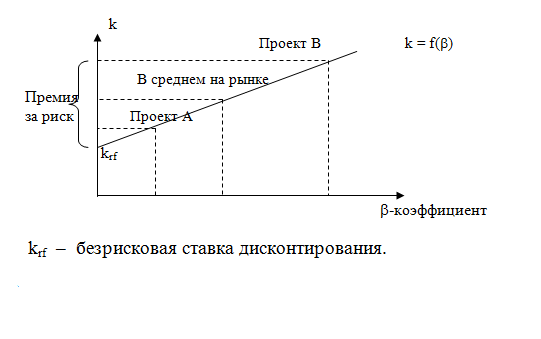 k
Проект В
k = f(β)
В среднем на рынке
Премия
за риск
Проект А
krf
β-коэффициент
krf – безрисковая ставка дисконтирования.